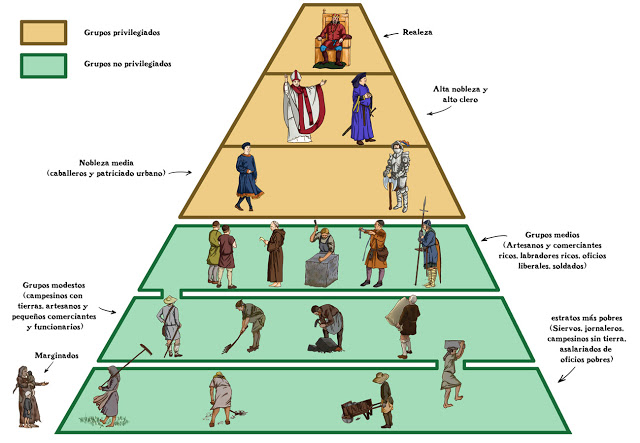 Grupos privilegiados
Grupos no privilegiados
Realeza
Alta nobleza y
alto clero
Nobleza media
(caballeros y patriciado urbano)
Grupos medios
(Artesanos y comerciantes
ricos, labradores ricos, oficios
liberales, soldados)
Grupos modestos
(campesinos con
tierras, artesanos y
pequeños comerciantes
y funcionarios)
estratos más pobres
(Siervos, jornaleros,
campesinos sin tierra,
asalariados de
oficios pobres)
Marginados